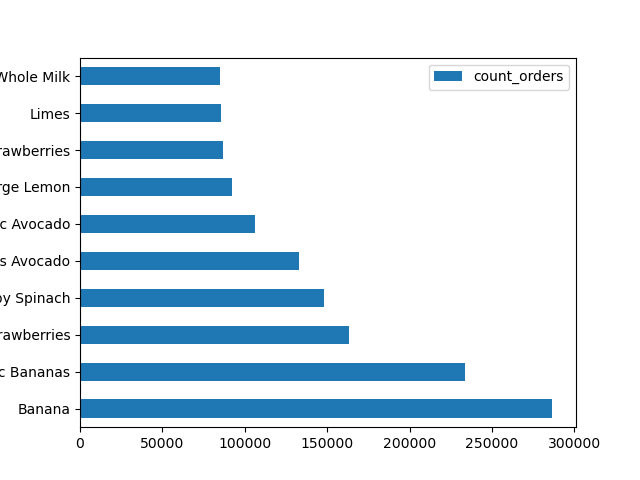 count_orders
Whole Milk
Limes
rawberries
rge Lemon
c Avocado
s Avocado
by Spinach
rawberries
c Bananas
Banana
0 50000 100000 150000 200000 250000 300000